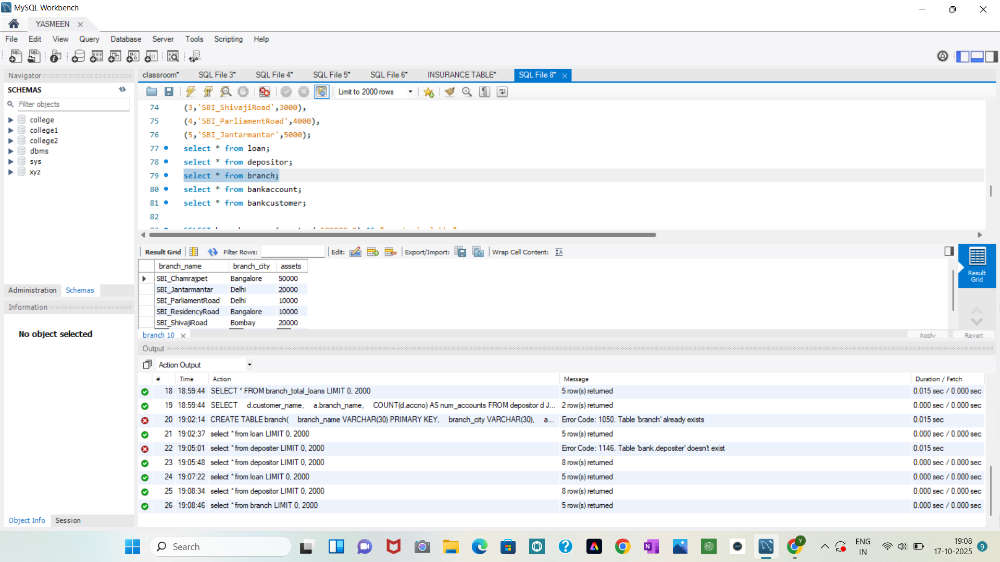 MySQL Workbench
YASMEEN
File Edit View Query Database Server Tools Scripting Help
Navigator
SCHEMAS
Filter objects
college
college1
college2
dbms
sys
xyz
Administration Schemas
Information
No object selected
Object Info Session
classroom* SQL File 3* SQL File 4* SQL File 5* SQL File 6* INSURANCE TABLE* SQL File 8*
Limit to 2000 rows
74 (3,'SBI_ShivajiRoad',3000),
75 (4,'SBI_ParliamentRoad',4000),
76 (5,'SBI_Jantarmantar',5000);
77 select * from loan;
78 select * from depositor;
79 select * from branch;
80 select * from bankaccount;
81 select * from bankcustomer;
82
Result Grid Filter Rows: Edit: Export/Import: Wrap Cell Content:
branch_name branch_city assets
SBI_Chamrajpet Bangalore 50000
SBI_Jantarmantar Delhi 20000
SBI_ParliamentRoad Delhi 10000
SBI_ResidencyRoad Bangalore 10000
SBI_ShivajiRoad Bombay 20000
Result
Grid
branch 10
Apply Revert
Output
Action Output
# Time Action Message Duration / Fetch
18 18:59:44 SELECT * FROM branch_total_loans LIMIT 0, 2000 5 row(s) returned 0.015 sec / 0.000 sec
19 18:59:44 SELECT d.customer_name, a.branch_name, COUNT(d.accno) AS num_accounts FROM depositor d J... 2 row(s) returned 0.000 sec / 0.000 sec
20 19:02:14 CREATE TABLE branch( branch_name VARCHAR(30) PRIMARY KEY, branch_city VARCHAR(30), a... Error Code: 1050. Table 'branch' already exists 0.015 sec
21 19:02:37 select * from loan LIMIT 0, 2000 5 row(s) returned 0.000 sec / 0.000 sec
22 19:05:01 select * from depositer LIMIT 0, 2000 Error Code: 1146. Table 'bank.depositer' doesn't exist 0.015 sec
23 19:05:48 select * from depositor LIMIT 0, 2000 8 row(s) returned 0.000 sec / 0.000 sec
24 19:07:22 select * from loan LIMIT 0, 2000 5 row(s) returned 0.000 sec / 0.000 sec
25 19:08:34 select * from depositor LIMIT 0, 2000 8 row(s) returned 0.000 sec / 0.000 sec
26 19:08:46 select * from branch LIMIT 0, 2000 5 row(s) returned 0.000 sec / 0.000 sec
Search
ENG
IN
19:08
17-10-2025
9